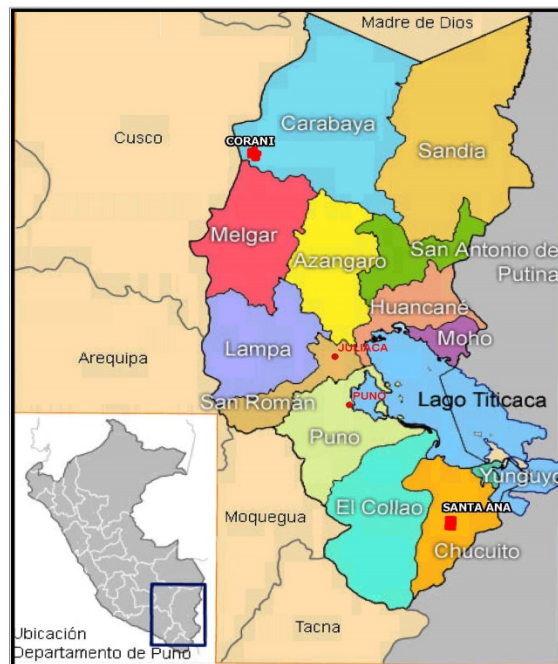 Madre de Dios
Cusco
CORANI
Carabaya
Sandia
Melgar
Azangaro
San Antonio de
Putina
Huancané
Moho
Lampa
JULIACA
Arequipa
San Román
PUNO
Lago Titicaca
Puno
Yunguyo
El Collao
SANTA ANA
Moquegua
Chucuito
Tacna
Ubicación
Departamento de Puno